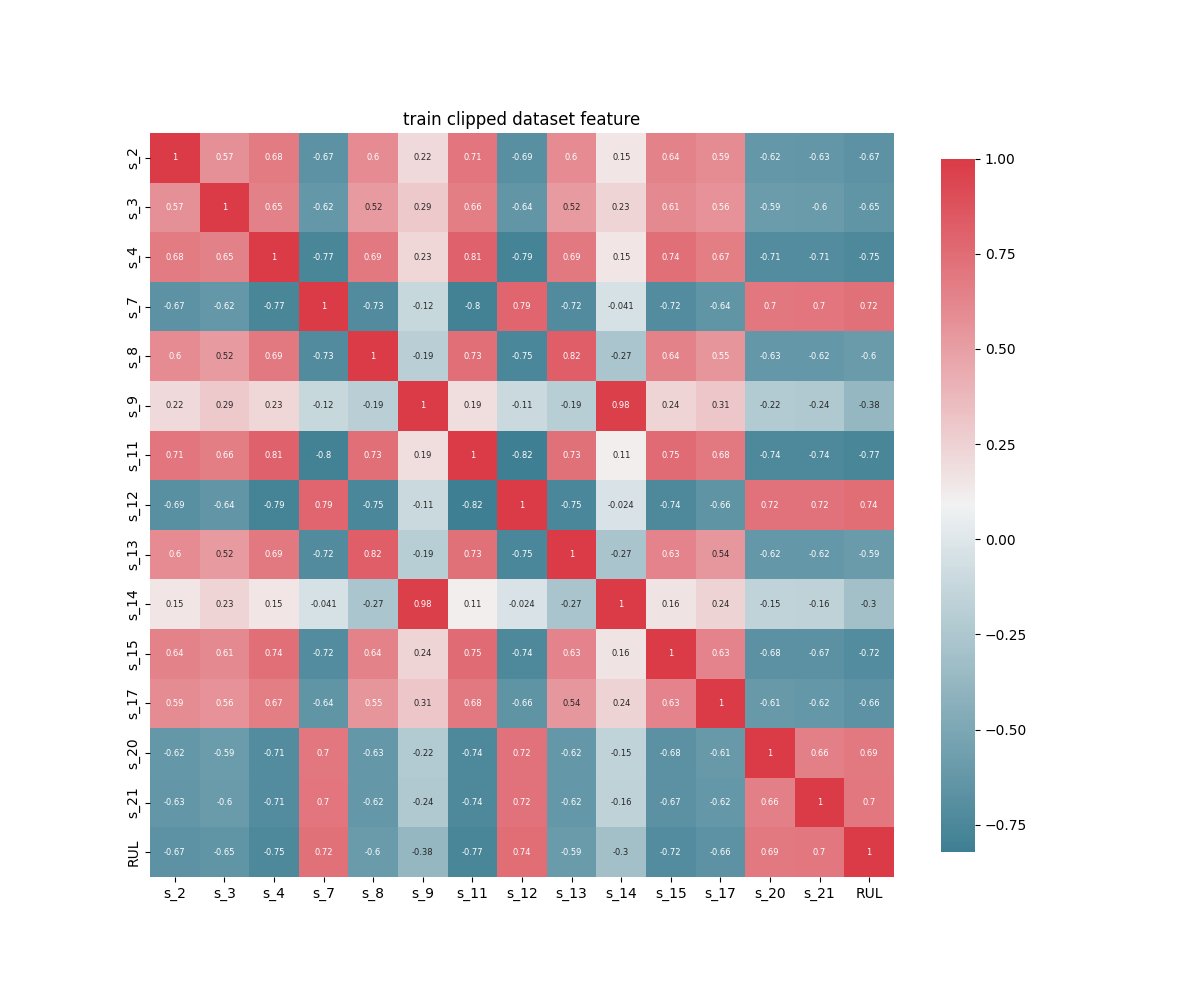 train clipped dataset feature
s_2 1 0.57 0.68 -0.67 0.6 0.22 0.71 -0.69 0.6 0.15 0.64 0.59 -0.62 -0.63 -0.67
s_3 0.57 1 0.65 -0.62 0.52 0.29 0.66 -0.64 0.52 0.23 0.61 0.56 -0.59 -0.6 -0.65
s_4 0.68 0.65 1 -0.77 0.69 0.23 0.81 -0.79 0.69 0.15 0.74 0.67 -0.71 -0.71 -0.75
s_7 -0.67 -0.62 -0.77 1 -0.73 -0.12 -0.8 0.79 -0.72 -0.041 -0.72 -0.64 0.7 0.7 0.72
s_8 0.6 0.52 0.69 -0.73 1 -0.19 0.73 -0.75 0.82 -0.27 0.64 0.55 -0.63 -0.62 -0.6
s_9 0.22 0.29 0.23 -0.12 -0.19 1 0.19 -0.11 -0.19 0.98 0.24 0.31 -0.22 -0.24 -0.38
s_11 0.71 0.66 0.81 -0.8 0.73 0.19 1 -0.82 0.73 0.11 0.75 0.68 -0.74 -0.74 -0.77
s_12 -0.69 -0.64 -0.79 0.79 -0.75 -0.11 -0.82 1 -0.75 -0.024 -0.74 -0.66 0.72 0.72 0.74
s_13 0.6 0.52 0.69 -0.72 0.82 -0.19 0.73 -0.75 1 -0.27 0.63 0.54 -0.62 -0.62 -0.59
s_14 0.15 0.23 0.15 -0.041 -0.27 0.98 0.11 -0.024 -0.27 1 0.16 0.24 -0.15 -0.16 -0.3
s_15 0.64 0.61 0.74 -0.72 0.64 0.24 0.75 -0.74 0.63 0.16 1 0.63 -0.68 -0.67 -0.72
s_17 0.59 0.56 0.67 -0.64 0.55 0.31 0.68 -0.66 0.54 0.24 0.63 1 -0.61 -0.62 -0.66
s_20 -0.62 -0.59 -0.71 0.7 -0.63 -0.22 -0.74 0.72 -0.62 -0.15 -0.68 -0.61 1 0.66 0.69
s_21 -0.63 -0.6 -0.71 0.7 -0.62 -0.24 -0.74 0.72 -0.62 -0.16 -0.67 -0.62 0.66 1 0.7
RUL -0.67 -0.65 -0.75 0.72 -0.6 -0.38 -0.77 0.74 -0.59 -0.3 -0.72 -0.66 0.69 0.7 1
s_2 s_3 s_4 s_7 s_8 s_9 s_11 s_12 s_13 s_14 s_15 s_17 s_20 s_21 RUL
1.00
0.75
0.50
0.25
0.00
−0.25
−0.50
−0.75